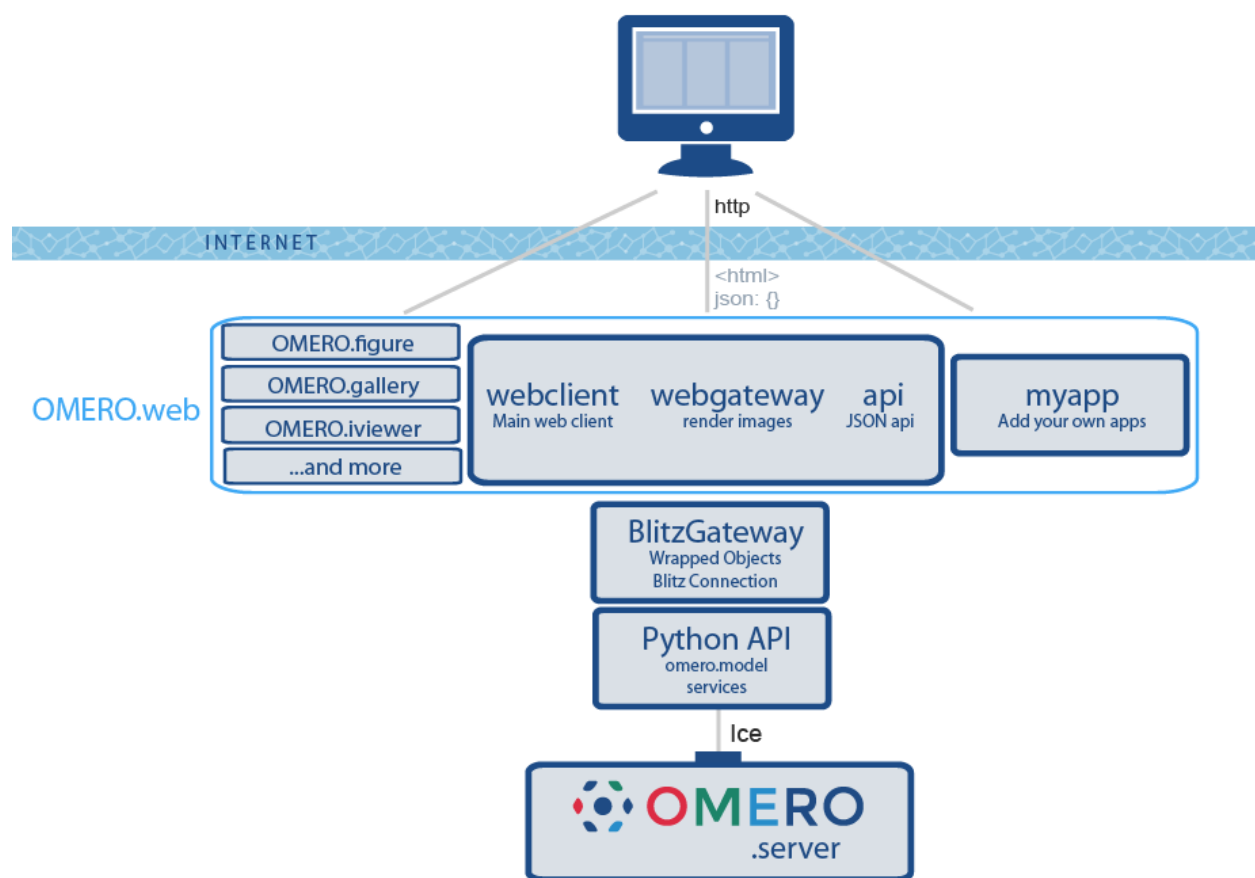 http
INTERNET
<html>
json: {}
OMERO.web
OMERO.figure
OMERO.gallery
OMERO.iviewer
...and more
webclient
Main web client
webgateway
render images
api
JSON api
myapp
Add your own apps
BlitzGateway
Wrapped Objects
Blitz Connection
Python API
omero.model
services
Ice
OMERO
.server